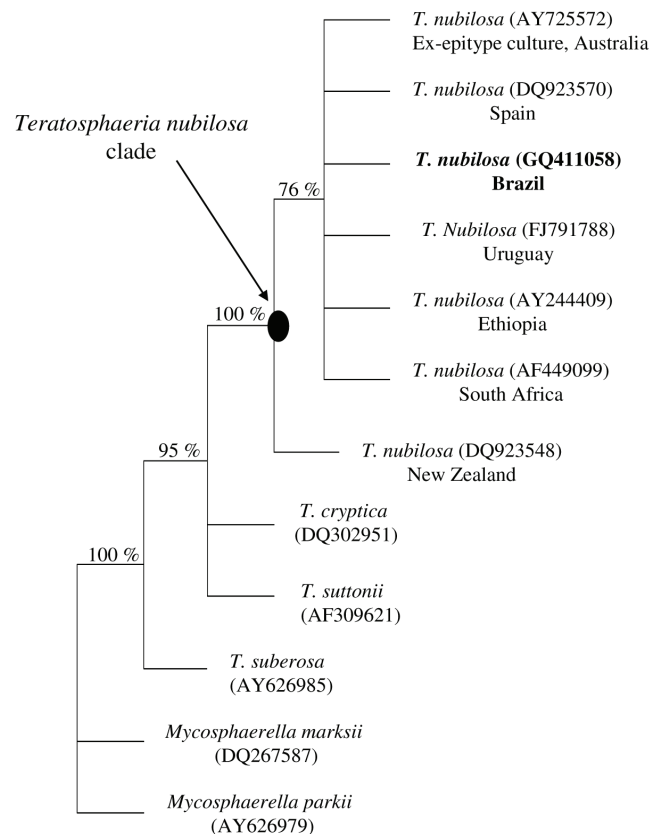 T. nubilosa (AY725572)
Ex-epitype culture, Australia
T. nubilosa (DQ923570)
Spain
Teratosphaeria nubilosa
clade
T. nubilosa (GQ411058)
Brazil
76 %
T. Nubilosa (FJ791788)
Uruguay
T. nubilosa (AY244409)
Ethiopia
100 %
T. nubilosa (AF449099)
South Africa
95 %
T. nubilosa (DQ923548)
New Zealand
T. cryptica
(DQ302951)
100 %
T. suttonii
(AF309621)
T. suberosa
(AY626985)
Mycosphaerella marksii
(DQ267587)
Mycosphaerella parkii
(AY626979)